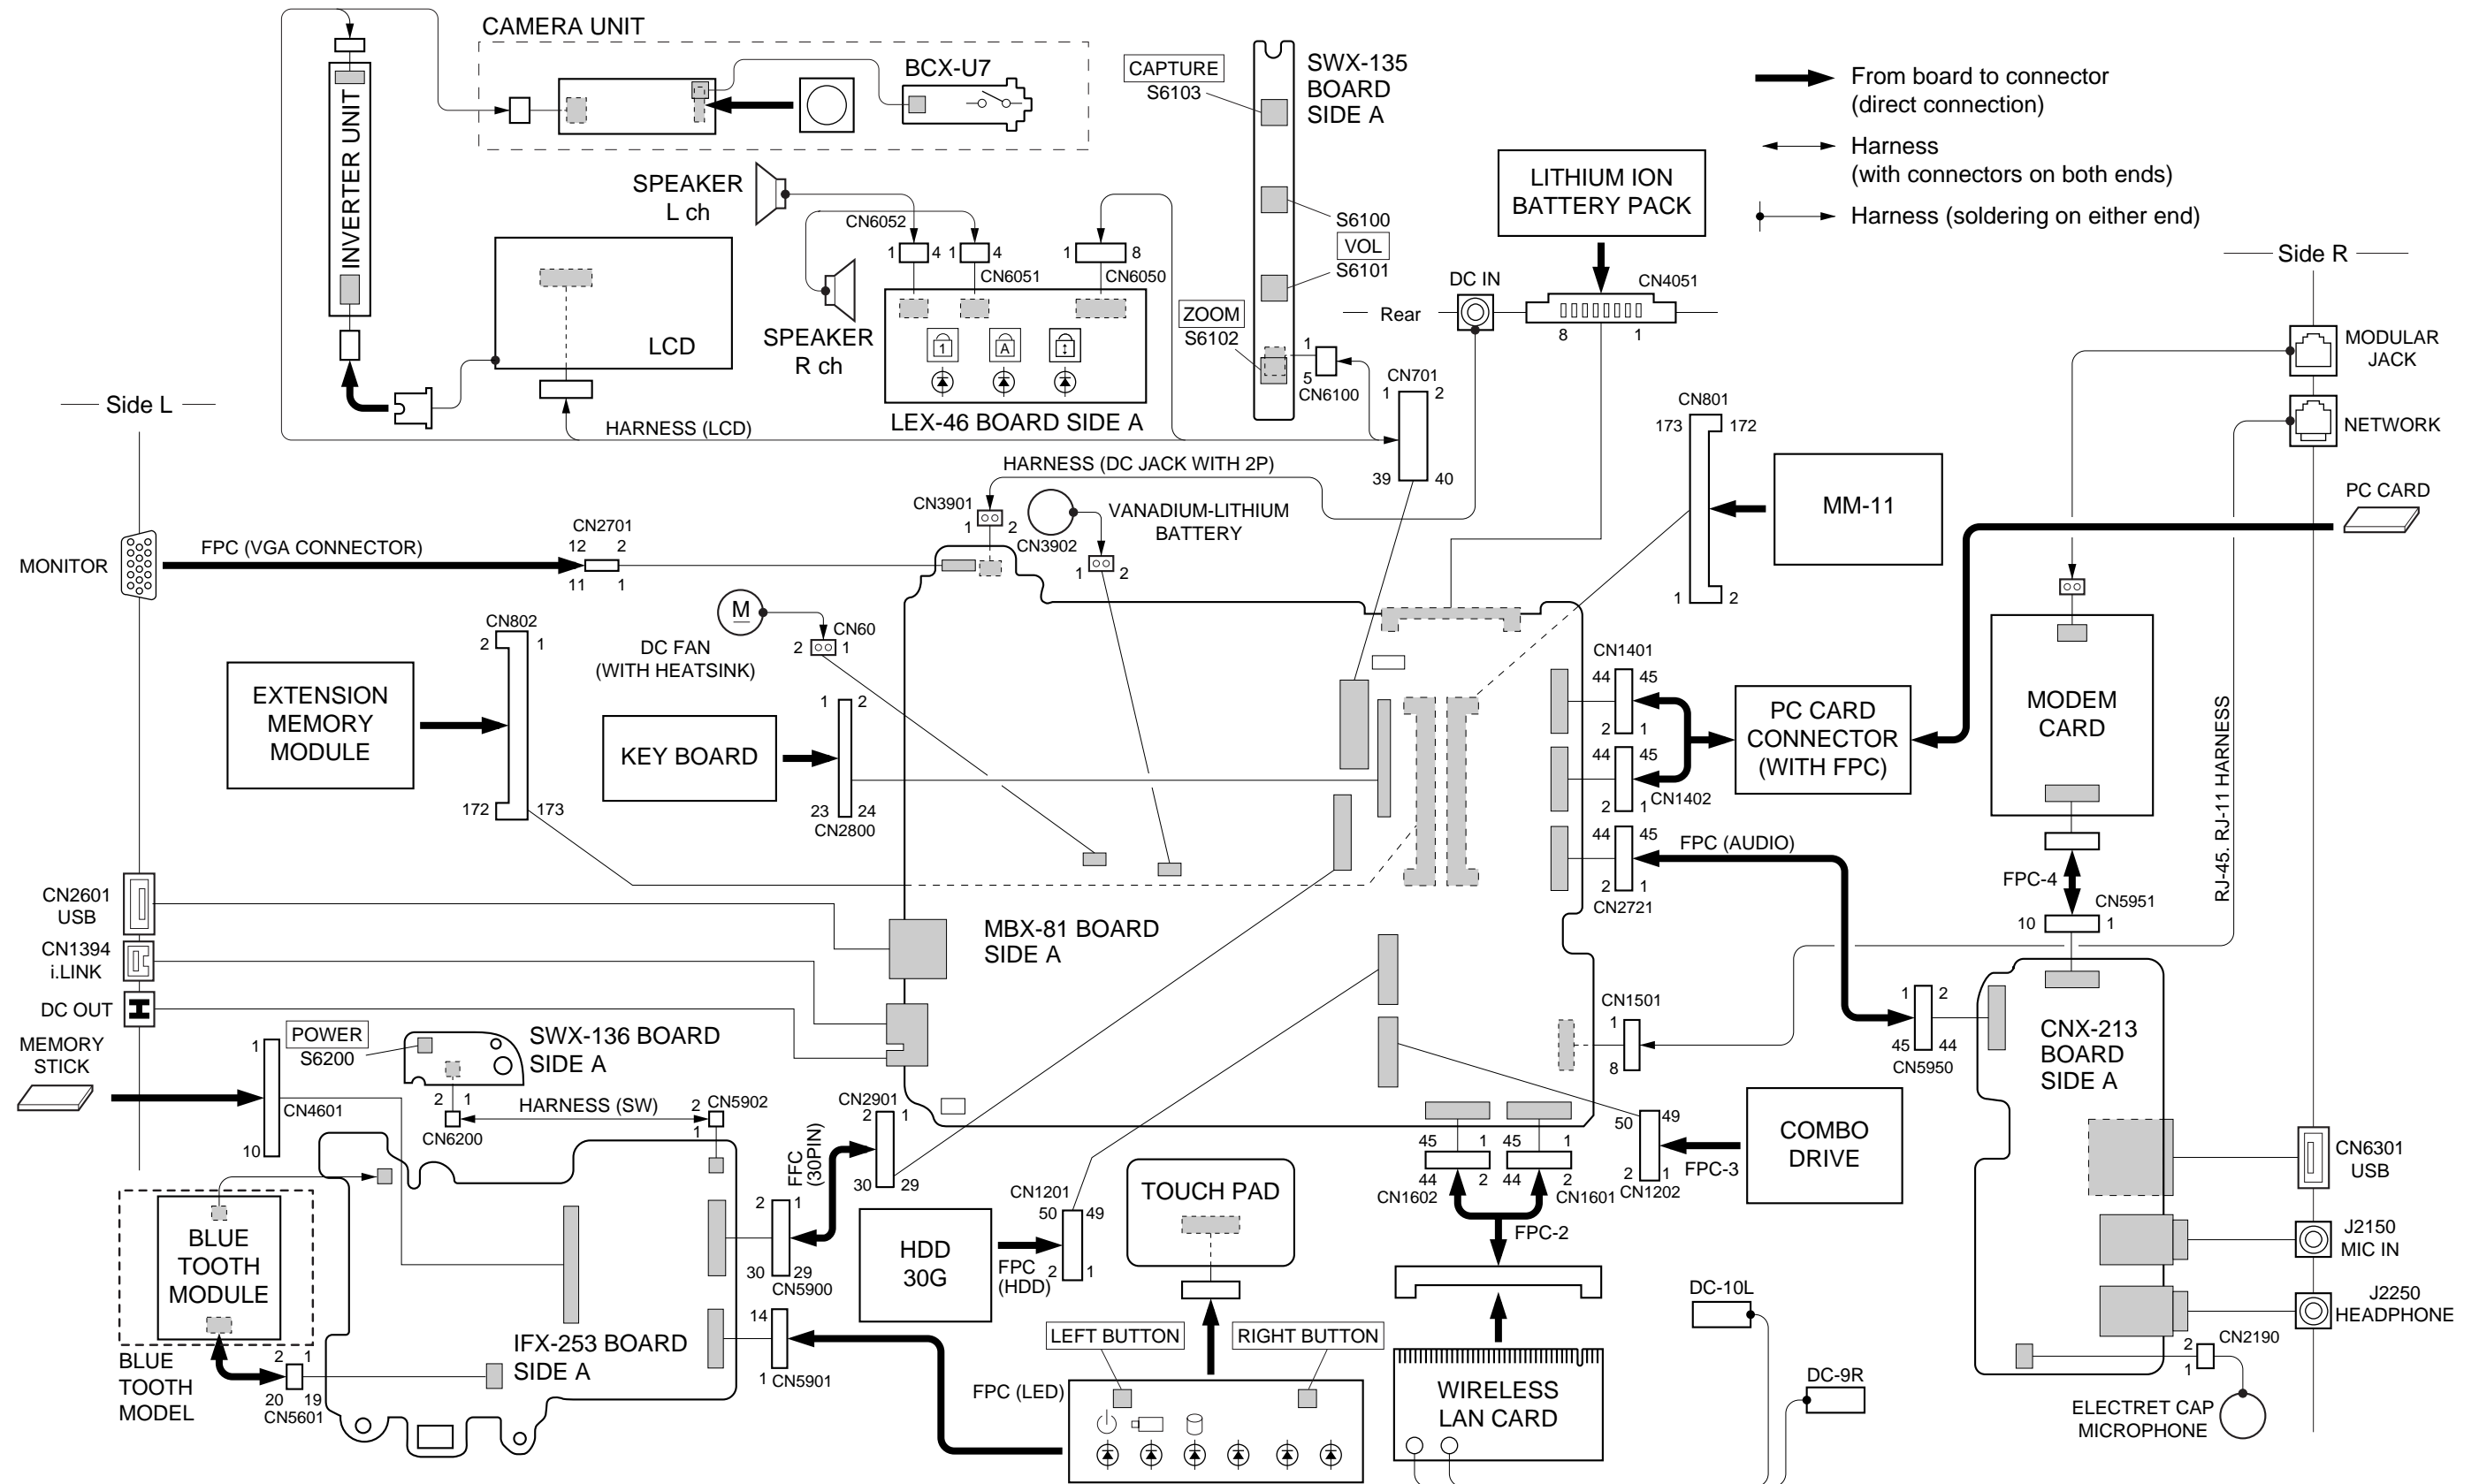 CAMERA UNIT
BCX-U7
INVERTER UNIT
CAPTURE
S6103
SWX-135
BOARD
SIDE A
From board to connector
(direct connection)
Harness
(with connectors on both ends)
Harness (soldering on either end)
SPEAKER
L ch
CN6052
1 4 1 4
CN6051
1 8
CN6050
S6100
VOL
S6101
ZOOM
S6102
1
5
CN6100
LITHIUM ION
BATTERY PACK
DC IN
CN4051
Rear
8 1
Side R
MODULAR
JACK
NETWORK
PC CARD
LCD
SPEAKER
R ch
1 A
LEX-46 BOARD SIDE A
HARNESS (LCD)
Side L
CN701
1 2
39 40
CN801
173 172
1 2
MM-11
HARNESS (DC JACK WITH 2P)
CN3901
1 2
CN3902
1 2
VANADIUM-LITHIUM
BATTERY
MONITOR
FPC (VGA CONNECTOR)
CN2701
12 2
11 1
M
DC FAN
(WITH HEATSINK)
CN60
2 1
CN802
2 1
172 173
EXTENSION
MEMORY
MODULE
KEY BOARD
1 2
23 24
CN2800
CN1401
44 45
2 1
44 45
2 1
CN1402
44 45
2 1
CN2721
PC CARD
CONNECTOR
(WITH FPC)
MODEM
CARD
RJ-45. RJ-11 HARNESS
FPC (AUDIO)
FPC-4
CN5951
10 1
CN2601
USB
CN1394
i.LINK
DC OUT
MEMORY
STICK
MBX-81 BOARD
SIDE A
CN1501
1
8
1 2
45 44
CN5950
CNX-213
BOARD
SIDE A
POWER
S6200
SWX-136 BOARD
SIDE A
1
10
CN4601
2 1
CN6200
HARNESS (SW)
2
1
CN5902
CN2901
2 1
30 29
FFC
(30PIN)
2 1
30 29
CN5900
14
1
CN5901
BLUE
TOOTH
MODULE
BLUE
TOOTH
MODEL
2 1
20 19
CN5601
IFX-253 BOARD
SIDE A
HDD
30G
FPC
(HDD)
CN1201
50 49
2 1
TOUCH PAD
45 1
44 2
CN1602
45 1
44 2
CN1601
FPC-2
50 49
2 1
CN1202
FPC-3
COMBO
DRIVE
CN6301
USB
J2150
MIC IN
J2250
HEADPHONE
CN2190
2
1
ELECTRET CAP
MICROPHONE
LEFT BUTTON
RIGHT BUTTON
FPC (LED)
WIRELESS
LAN CARD
DC-10L
DC-9R